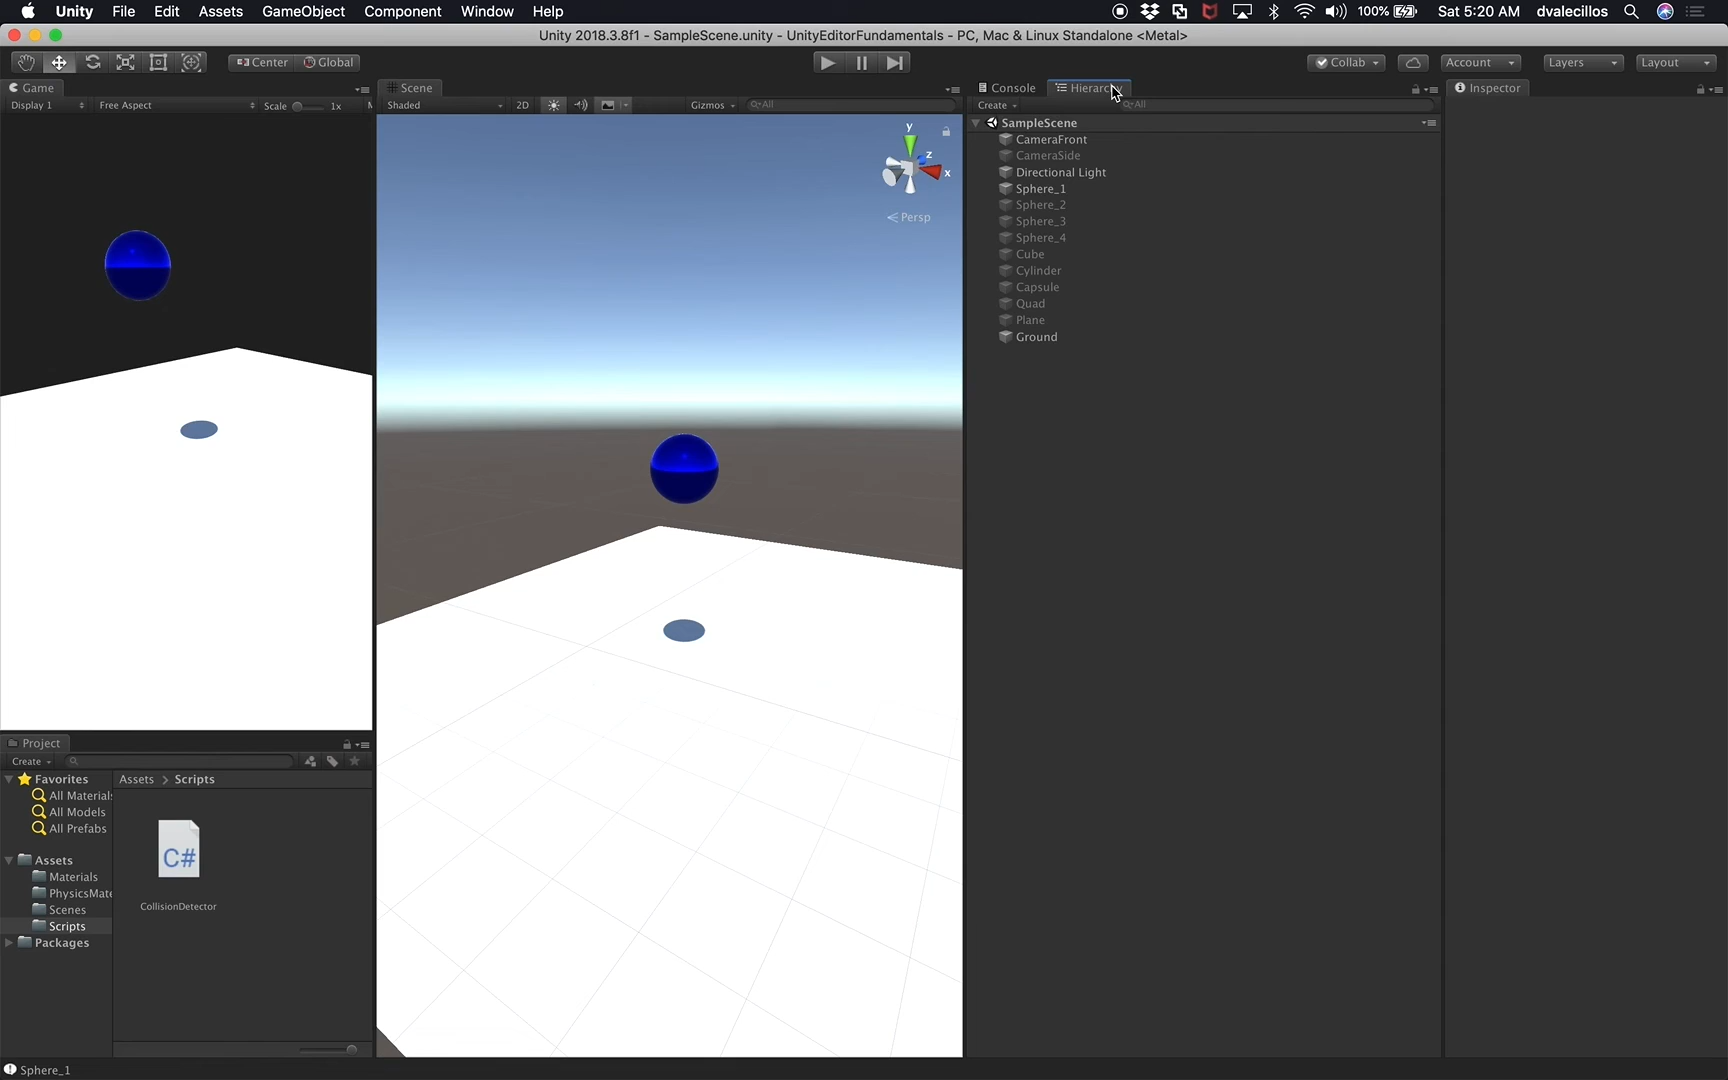 Unity File Edit Assets GameObject Component Window Help 100% Sat 5:20 AM dvalecillos
Unity 2018.3.8f1 - SampleScene.unity - UnityEditorFundamentals - PC, Mac & Linux Standalone <Metal>
Center Global Collab Account Layers Layout
Game
Display 1 Free Aspect Scale 1x M
Scene
Shaded 2D Gizmos All
y
z
x
Persp
Console Hierarchy
Create All
SampleScene
CameraFront
CameraSide
Directional Light
Sphere_1
Sphere_2
Sphere_3
Sphere_4
Cube
Cylinder
Capsule
Quad
Plane
Ground
Inspector
Project
Create
Favorites
All Materials
All Models
All Prefabs
Assets
Materials
PhysicsMate
Scenes
Scripts
Packages
Assets > Scripts
C#
CollisionDetector
Sphere_1